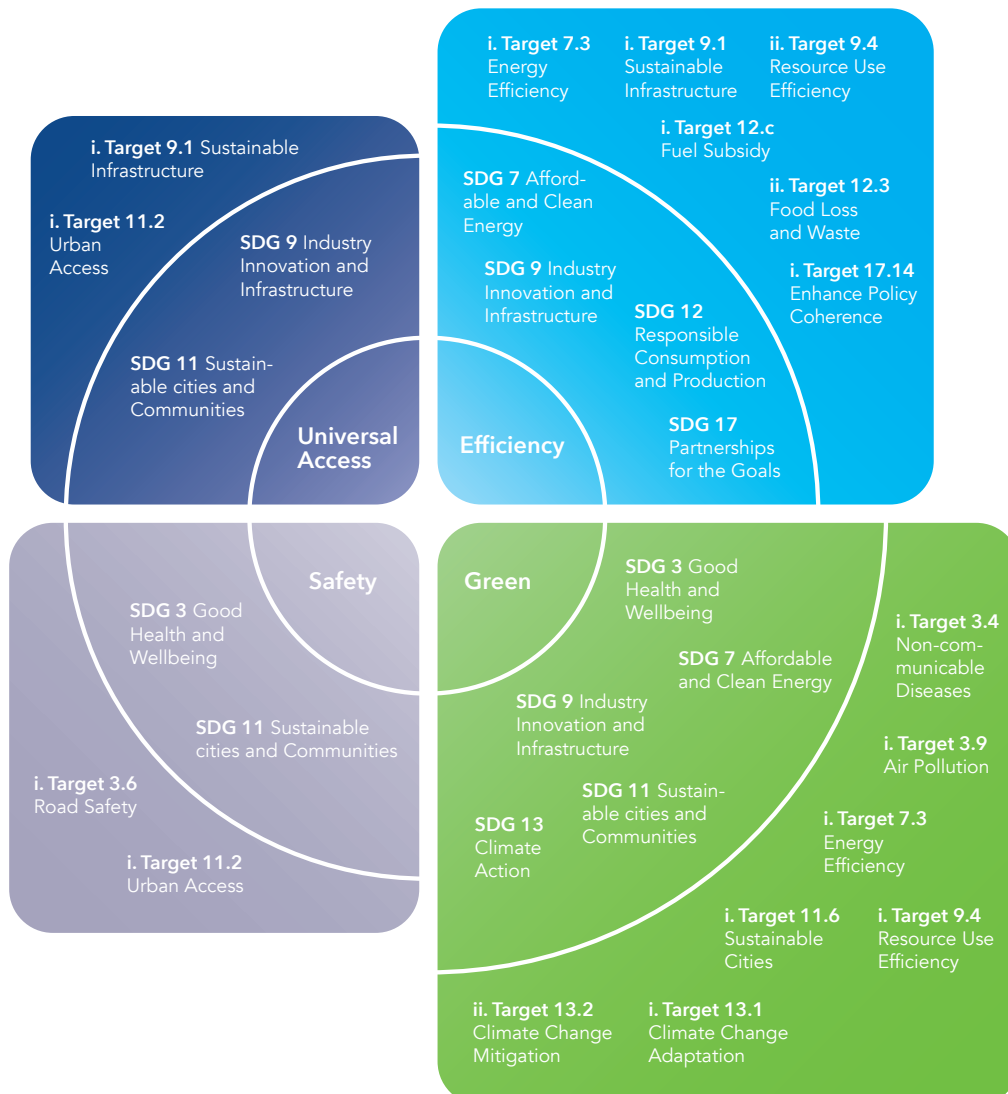 i. Target 9.1 Sustainable
Infrastructure
i. Target 11.2
Urban
Access
SDG 9 Industry
Innovation and
Infrastructure
SDG 11 Sustain-
able cities and
Communities
Universal
Access
i. Target 7.3
Energy
Efficiency
i. Target 9.1
Sustainable
Infrastructure
ii. Target 9.4
Resource Use
Efficiency
i. Target 12.c
Fuel Subsidy
ii. Target 12.3
Food Loss
and Waste
i. Target 17.14
Enhance Policy
Coherence
SDG 7 Afford-
able and Clean
Energy
SDG 9 Industry
Innovation and
Infrastructure
SDG 12
Responsible
Consumption
and Production
SDG 17
Partnerships
for the Goals
Efficiency
Safety
SDG 3 Good
Health and
Wellbeing
SDG 11 Sustainable
cities and Communities
i. Target 3.6
Road Safety
i. Target 11.2
Urban Access
Green
SDG 3 Good
Health and
Wellbeing
SDG 7 Affordable
and Clean Energy
SDG 9 Industry
Innovation and
Infrastructure
SDG 11 Sustain-
able cities and
Communities
SDG 13
Climate
Action
i. Target 3.4
Non-com-
municable
Diseases
i. Target 3.9
Air Pollution
i. Target 7.3
Energy
Efficiency
i. Target 11.6
Sustainable
Cities
i. Target 9.4
Resource Use
Efficiency
ii. Target 13.2
Climate Change
Mitigation
i. Target 13.1
Climate Change
Adaptation